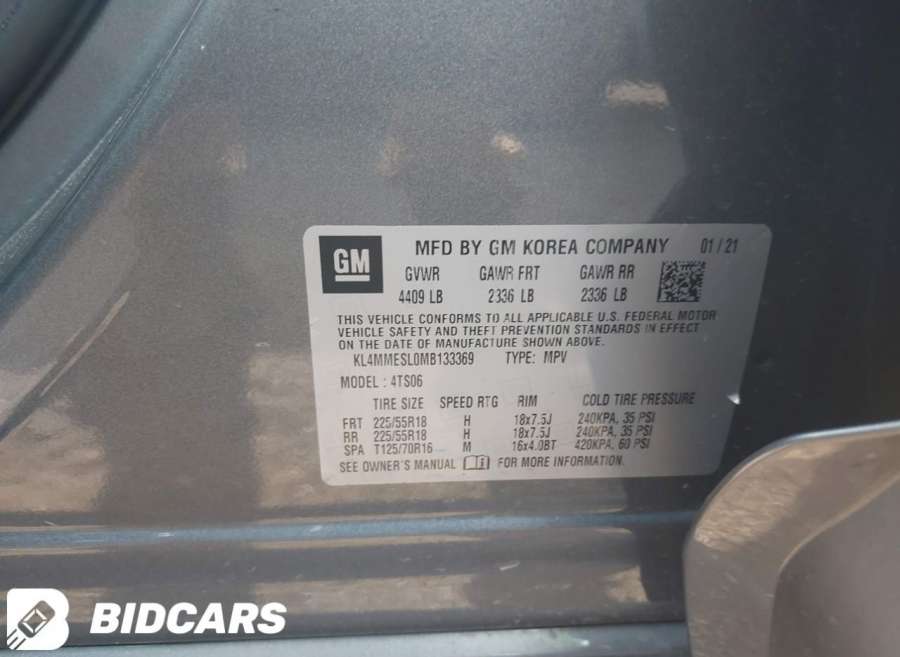 GM
MFD BY GM KOREA COMPANY 01 / 21
GVWR GAWR FRT GAWR RR
4409 LB 2336 LB 2336 LB
THIS VEHICLE CONFORMS TO ALL APPLICABLE U.S. FEDERAL MOTOR
VEHICLE SAFETY AND THEFT PREVENTION STANDARDS IN EFFECT
ON THE DATE OF MANUFACTURE SHOWN ABOVE.
KL4MMESL0MB133369 TYPE: MPV
MODEL : 4TS06
TIRE SIZE SPEED RTG RIM COLD TIRE PRESSURE
FRT 225/55R18 H 18x7.5J 240KPA, 35 PSI
RR 225/55R18 H 18x7.5J 240KPA, 35 PSI
SPA T125/70R16 M 16x4.0BT 420KPA, 60 PSI
SEE OWNER'S MANUAL FOR MORE INFORMATION.
BIDCARS